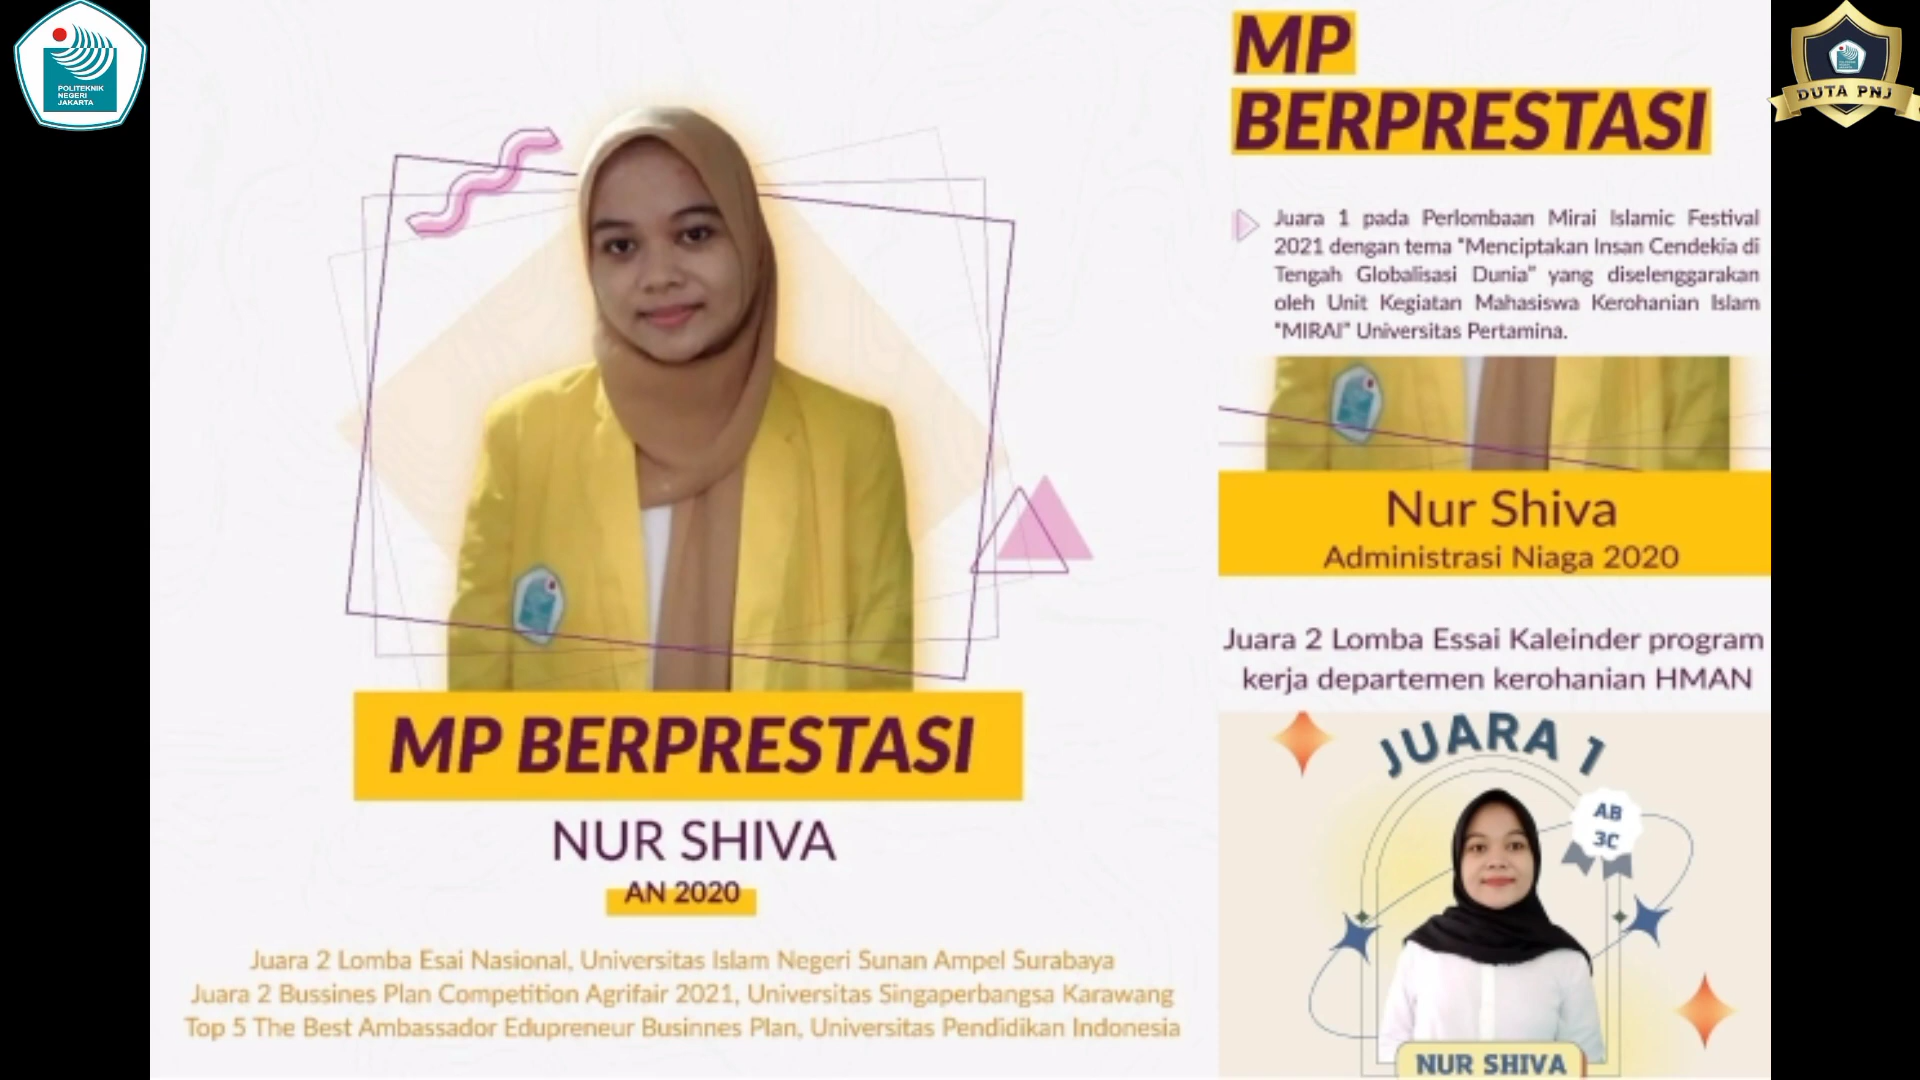 POLITEKNIK
NEGERI
JAKARTA
MP BERPRESTASI
NUR SHIVA
AN 2020
Juara 2 Lomba Esai Nasional, Universitas Islam Negeri Sunan Ampel Surabaya
Juara 2 Bussines Plan Competition Agrifair 2021, Universitas Singaperbangsa Karawang
Top 5 The Best Ambassador Edupreneur Businnes Plan, Universitas Pendidikan Indonesia
MP
BERPRESTASI
Juara 1 pada Perlombaan Mirai Islamic Festival
2021 dengan tema "Menciptakan Insan Cendekia di
Tengah Globalisasi Dunia" yang diselenggarakan
oleh Unit Kegiatan Mahasiswa Kerohanian Islam
"MIRAI" Universitas Pertamina.
Nur Shiva
Administrasi Niaga 2020
Juara 2 Lomba Essai Kaleinder program
kerja departemen kerohanian HMAN
JUARA 1
AB
3C
NUR SHIVA
DUTA PNJ